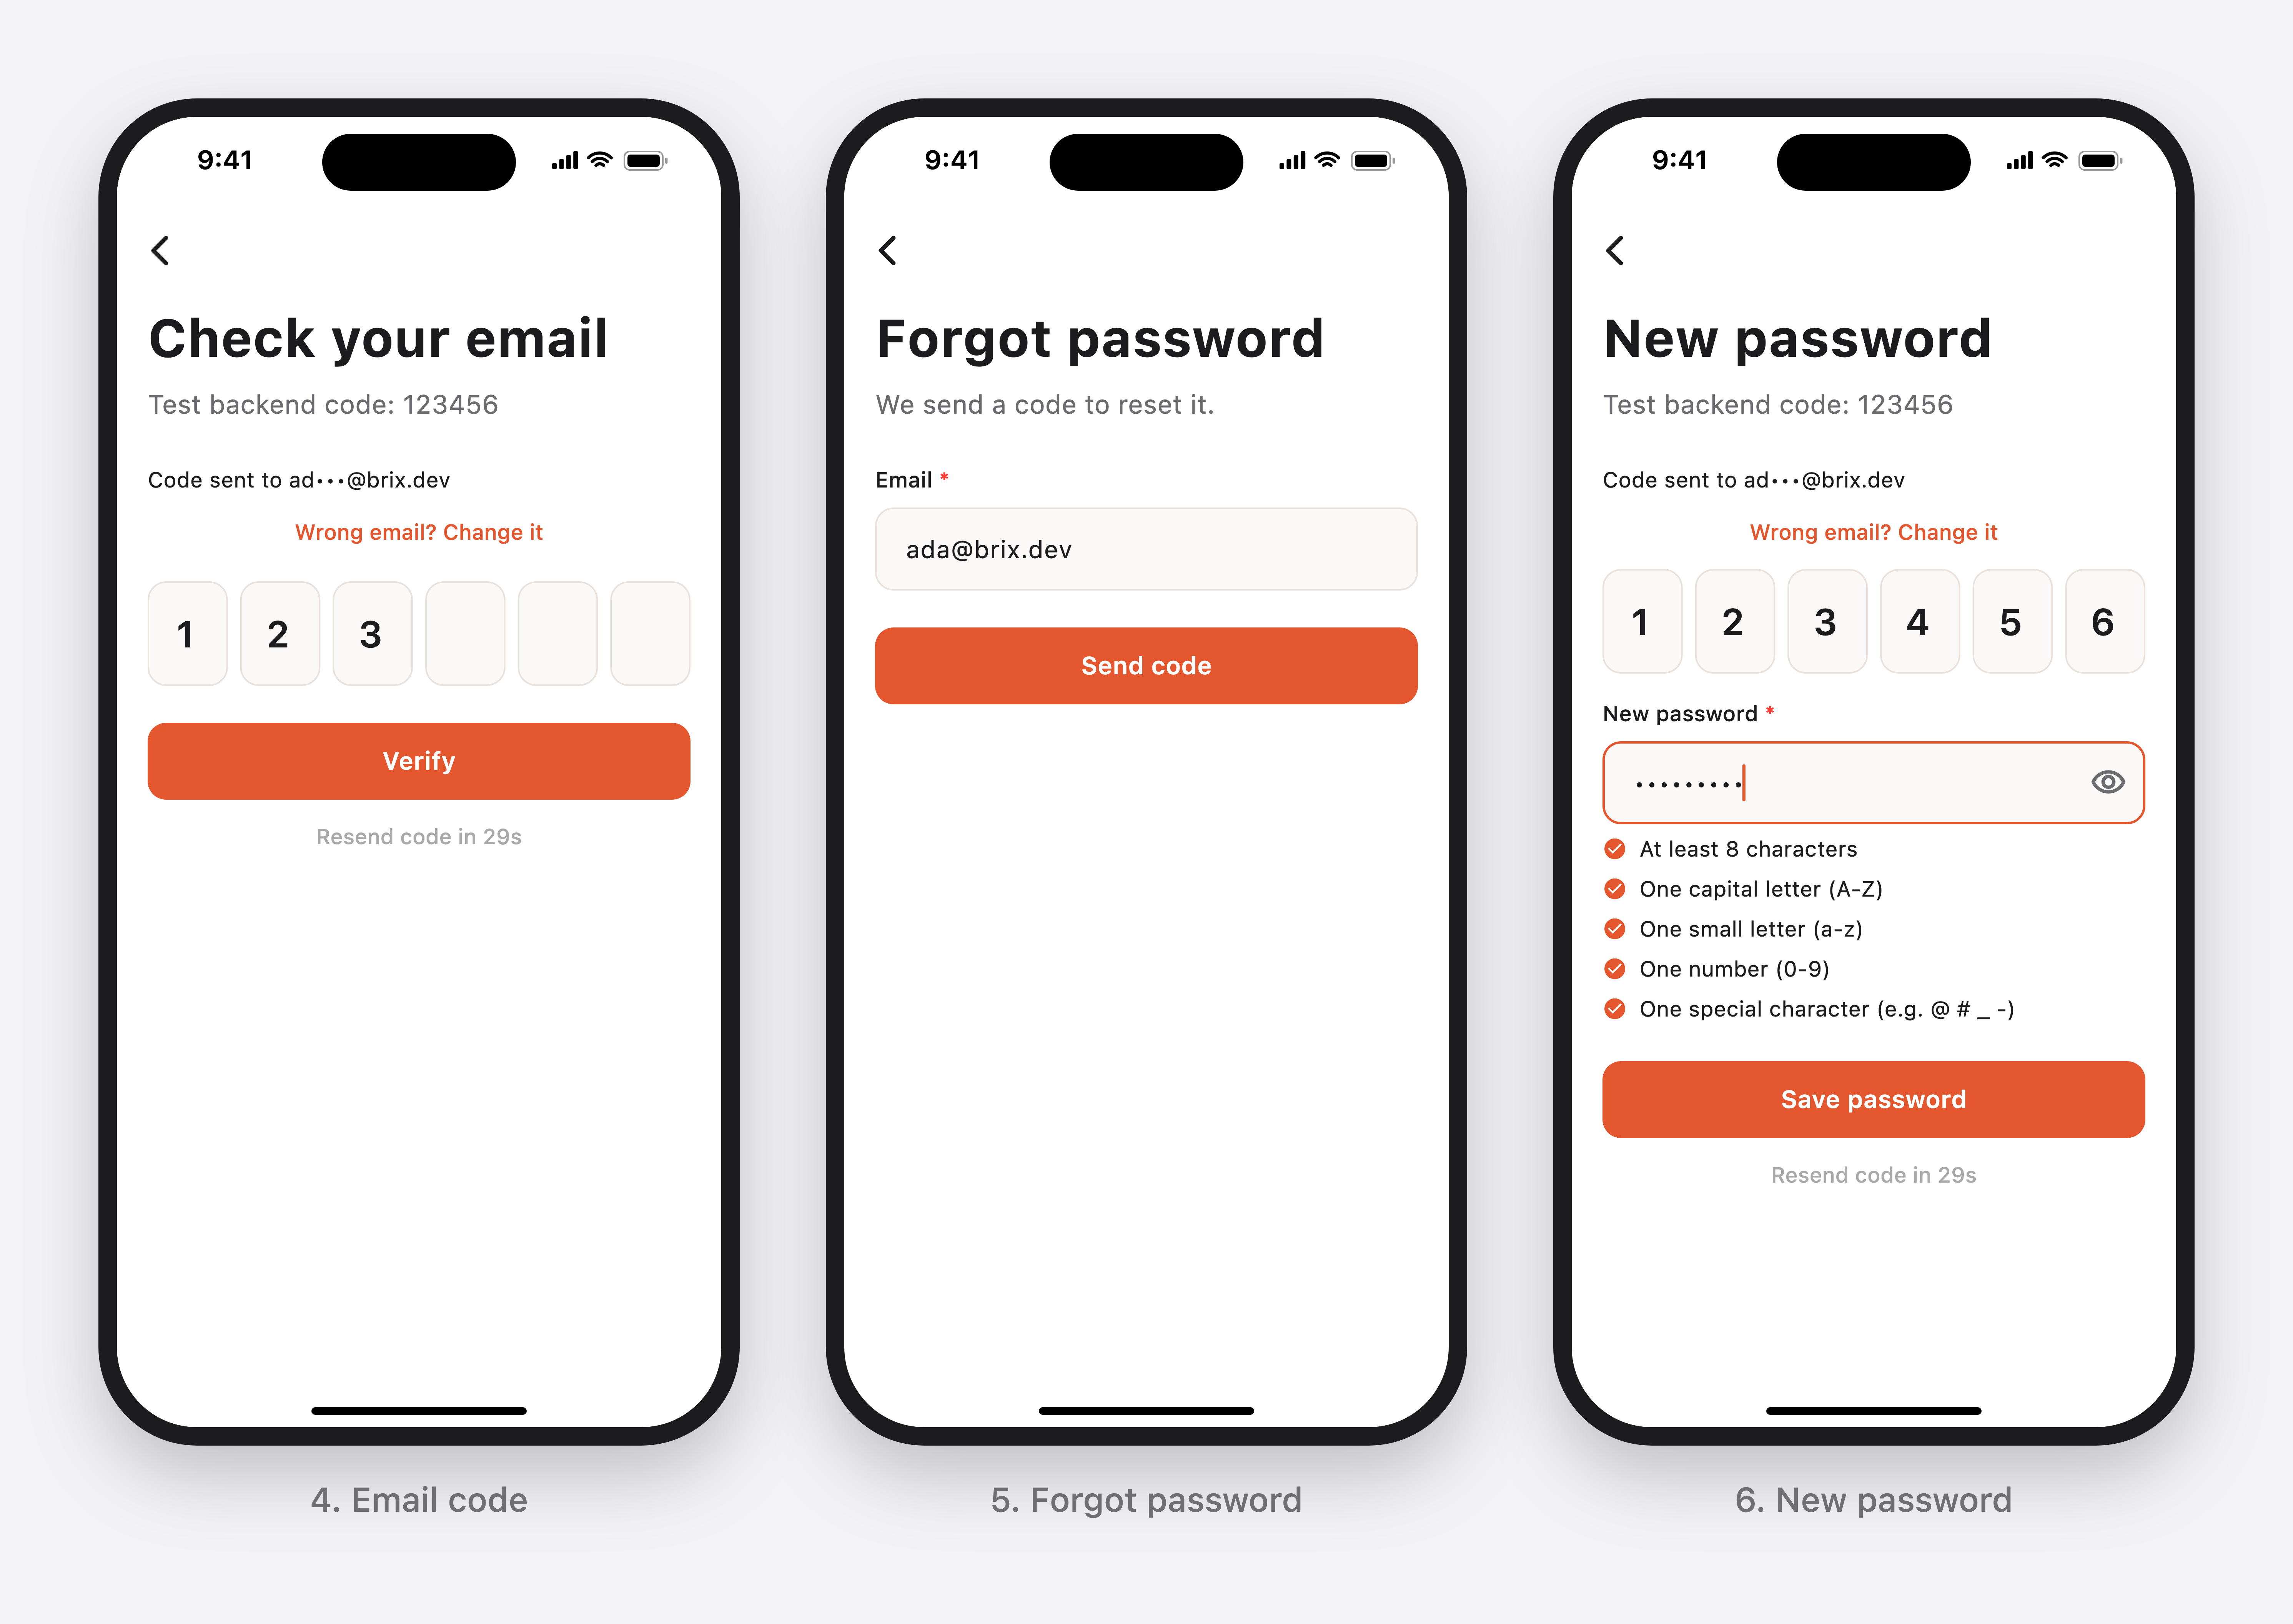 9:41
Check your email
Test backend code: 123456
Code sent to ad•••@brix.dev
Wrong email? Change it
1 2 3
Verify
Resend code in 29s
4. Email code
9:41
Forgot password
We send a code to reset it.
Email *
ada@brix.dev
Send code
5. Forgot password
9:41
New password
Test backend code: 123456
Code sent to ad•••@brix.dev
Wrong email? Change it
1 2 3 4 5 6
New password *
•••••••••
At least 8 characters
One capital letter (A-Z)
One small letter (a-z)
One number (0-9)
One special character (e.g. @ # _ -)
Save password
Resend code in 29s
6. New password